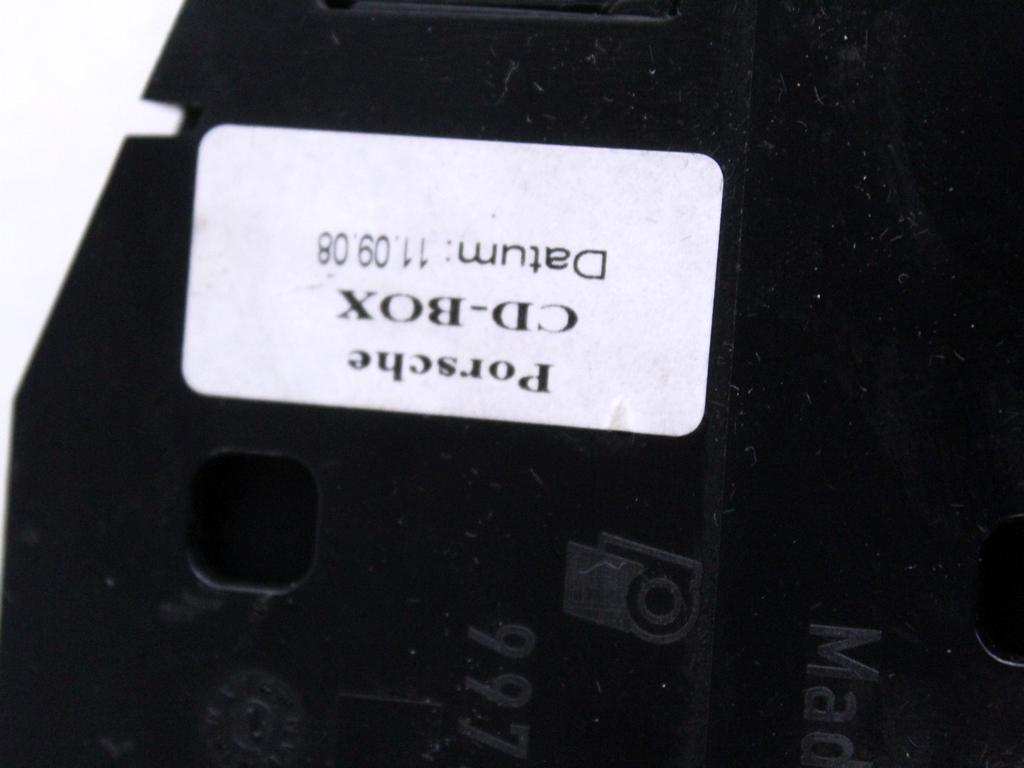 Porsche
CD-BOX
Datum: 11.09.08
997
Mad